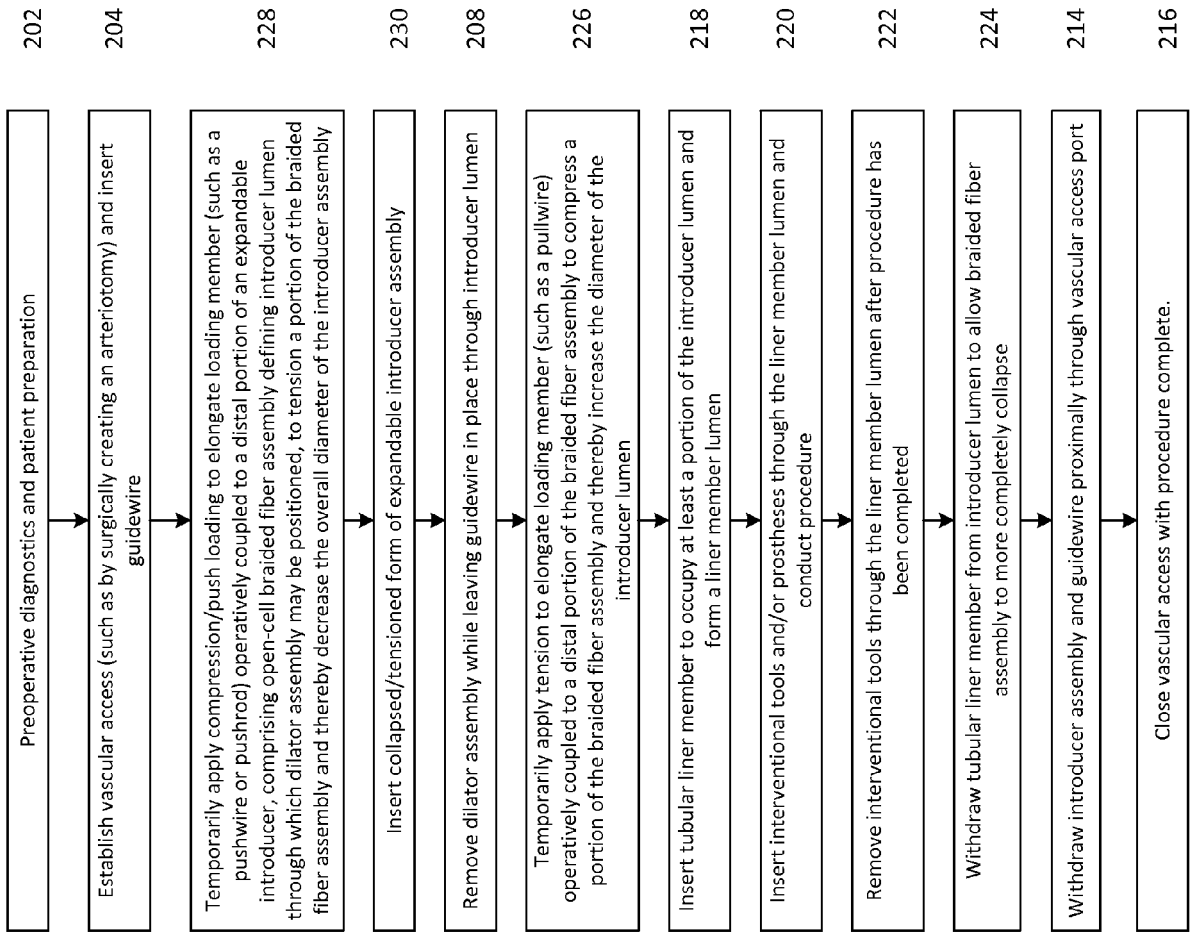 Preoperative diagnostics and patient preparation
202
Establish vascular access (such as by surgically creating an arteriotomy) and insert
guidewire
204
Temporarily apply compression/push loading to elongate loading member (such as a
pushwire or pushrod) operatively coupled to a distal portion of an expandable
introducer, comprising open-cell braided fiber assembly defining introducer lumen
through which dilator assembly may be positioned, to tension a portion of the braided
fiber assembly and thereby decrease the overall diameter of the introducer assembly
228
Insert collapsed/tensioned form of expandable introducer assembly
230
Remove dilator assembly while leaving guidewire in place through introducer lumen
208
Temporarily apply tension to elongate loading member (such as a pullwire)
operatively coupled to a distal portion of the braided fiber assembly to compress a
portion of the braided fiber assembly and thereby increase the diameter of the
introducer lumen
226
Insert tubular liner member to occupy at least a portion of the introducer lumen and
form a liner member lumen
218
Insert interventional tools and/or prostheses through the liner member lumen and
conduct procedure
220
Remove interventional tools through the liner member lumen after procedure has
been completed
222
Withdraw tubular liner member from introducer lumen to allow braided fiber
assembly to more completely collapse
224
Withdraw introducer assembly and guidewire proximally through vascular access port
214
Close vascular access with procedure complete.
216